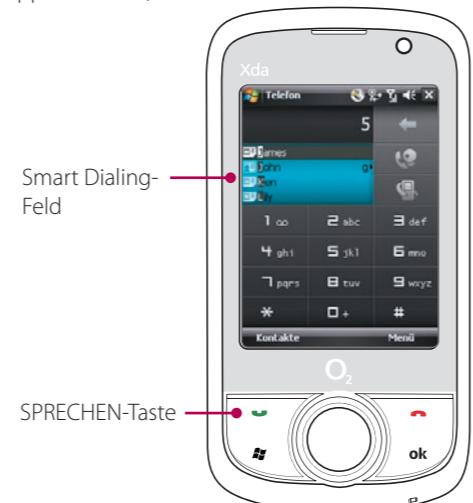 Xda
Telefon
5
James
John g
Ken
Lily
Smart Dialing-
Feld
1
2 abc
3 def
4 ghi
5 jkl
6 mno
7 pqrs
8 tuv
9 wxyz
*
0 +
#
Kontakte Menü
O2
SPRECHEN-Taste
ok